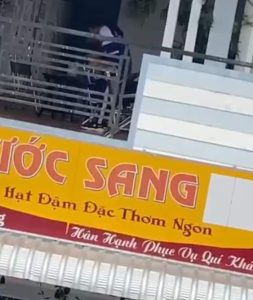 ƯỚC SANG
Hạt Đậm Đặc Thơm Ngon
Hân Hạnh Phục Vụ Quí Khá